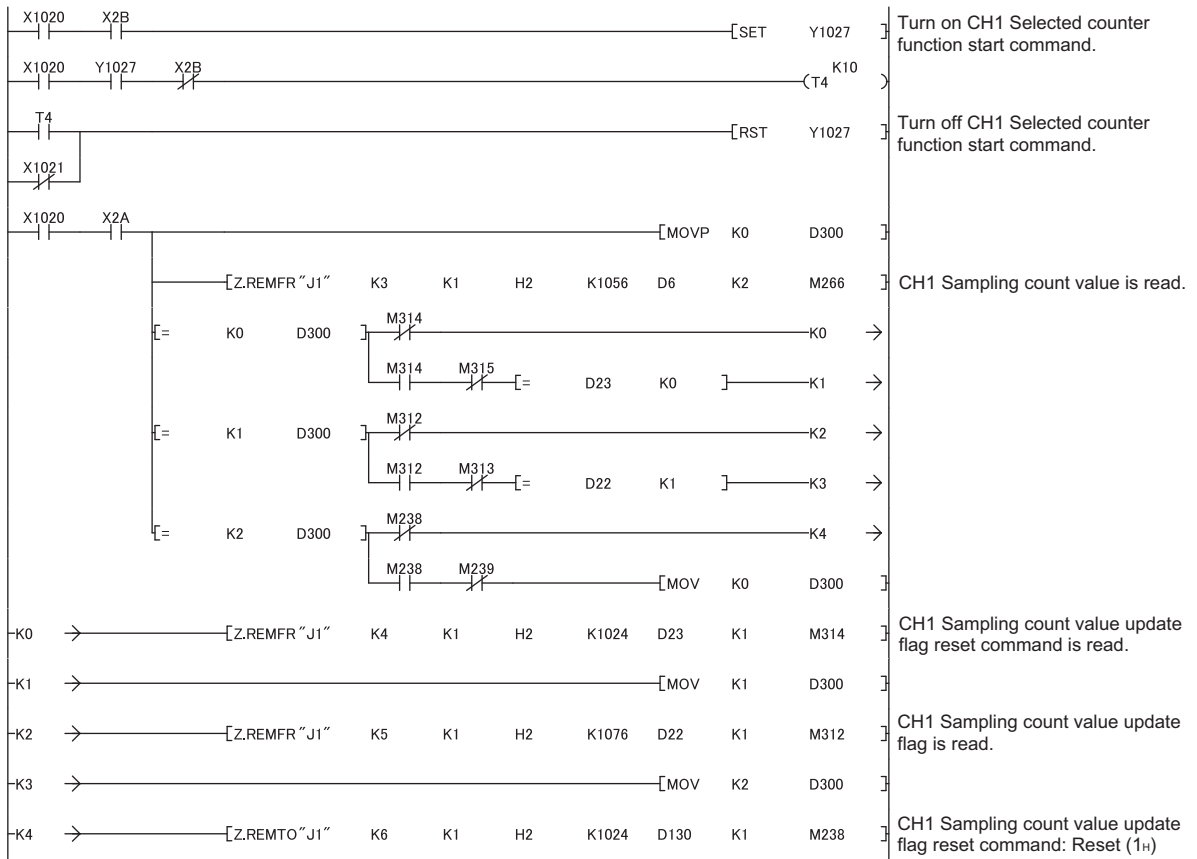 X1020 X2B
[SET Y1027 ] Turn on CH1 Selected counter
function start command.
X1020 Y1027 X2B K10
(T4 )
T4
[RST Y1027 ] Turn off CH1 Selected counter
function start command.
X1021
X1020 X2A
[MOVP K0 D300 ]
[Z.REMFR "J1" K3 K1 H2 K1056 D6 K2 M266 ] CH1 Sampling count value is read.
M314
[= K0 D300 ] K0 →
M314 M315
[= D23 K0 ] K1 →
M312
[= K1 D300 ] K2 →
M312 M313
[= D22 K1 ] K3 →
M238
[= K2 D300 ] K4 →
M238 M239
[MOV K0 D300 ]
K0 → [Z.REMFR "J1" K4 K1 H2 K1024 D23 K1 M314 ] CH1 Sampling count value update
flag reset command is read.
K1 → [MOV K1 D300 ]
K2 → [Z.REMFR "J1" K5 K1 H2 K1076 D22 K1 M312 ] CH1 Sampling count value update
flag is read.
K3 → [MOV K2 D300 ]
K4 → [Z.REMTO "J1" K6 K1 H2 K1024 D130 K1 M238 ] CH1 Sampling count value update
flag reset command: Reset (1H)